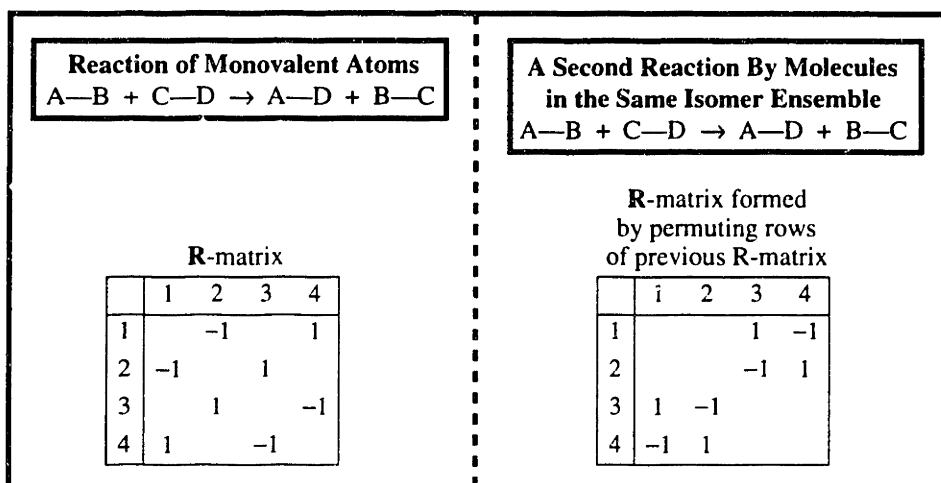 Reaction of Monovalent Atoms
A—B + C—D → A—D + B—C
R-matrix
1 2 3 4
1 −1 1
2 −1 1
3 1 −1
4 1 −1
A Second Reaction By Molecules
in the Same Isomer Ensemble
A—B + C—D → A—D + B—C
R-matrix formed
by permuting rows
of previous R-matrix
1 2 3 4
1 1 −1
2 −1 1
3 1 −1
4 −1 1